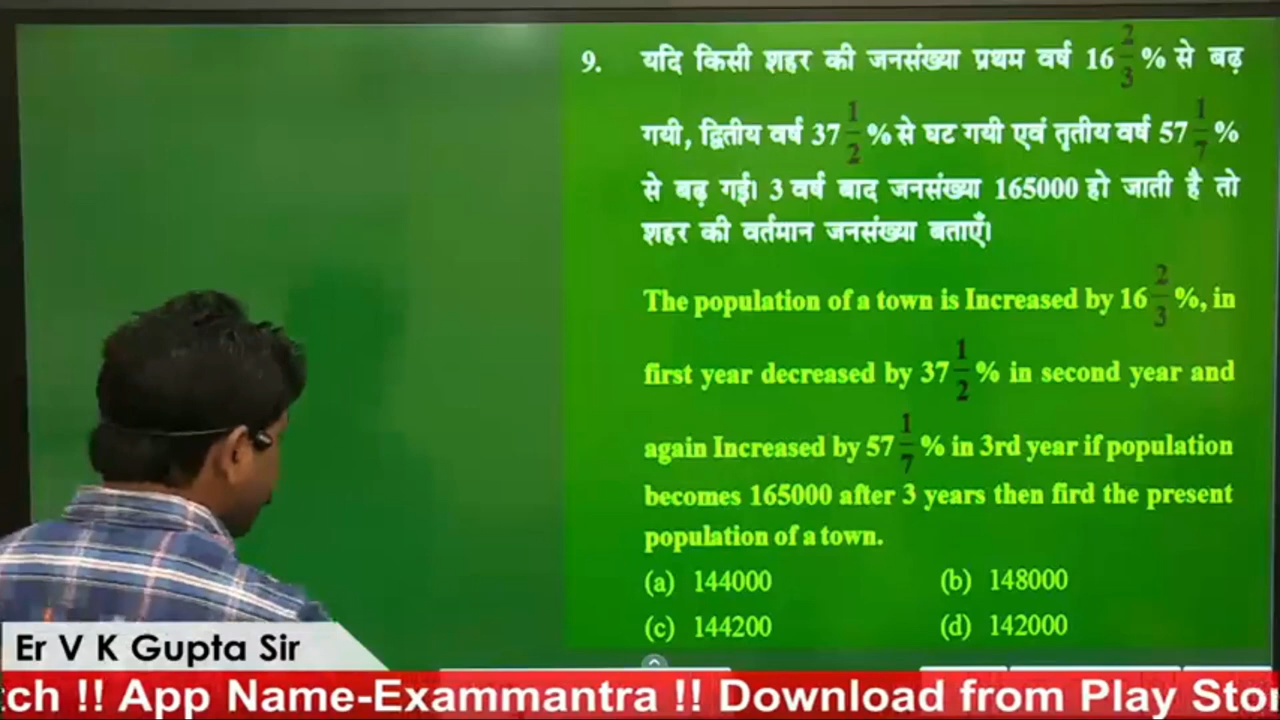 9. यदि किसी शहर की जनसंख्या प्रथम वर्ष 16 2/3 % से बढ़
गयी, द्वितीय वर्ष 37 1/2 % से घट गयी एवं तृतीय वर्ष 57 1/7 %
से बढ़ गई। 3 वर्ष बाद जनसंख्या 165000 हो जाती है तो
शहर की वर्तमान जनसंख्या बताएँ।
The population of a town is Increased by 16 2/3 %, in
first year decreased by 37 1/2 % in second year and
again Increased by 57 1/7 % in 3rd year if population
becomes 165000 after 3 years then fird the present
population of a town.
(a) 144000 (b) 148000
(c) 144200 (d) 142000
Er V K Gupta Sir
ch !! App Name-Exammantra !! Download from Play Stor